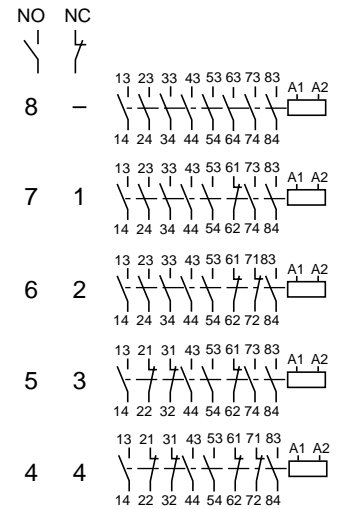 NO NC
13 23 33 43 53 63 73 83 A1 A2
8 –
14 24 34 44 54 64 74 84
13 23 33 43 53 61 73 83 A1 A2
7 1
14 24 34 44 54 62 74 84
13 23 33 43 53 61 71 83 A1 A2
6 2
14 24 34 44 54 62 72 84
13 21 31 43 53 61 73 83 A1 A2
5 3
14 22 32 44 54 62 74 84
13 21 31 43 53 61 71 83 A1 A2
4 4
14 22 32 44 54 62 72 84